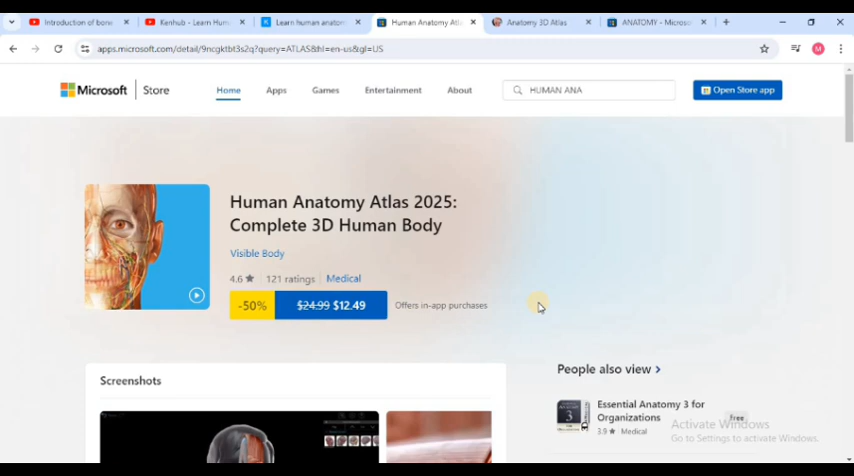 Introduction of bone
Kenhub - Learn Hum
Learn human anatom
Human Anatomy Atl
Anatomy 3D Atlas
ANATOMY - Microso
apps.microsoft.com/detail/9ncgktbt3s2q?query=ATLAS&hl=en-us&gl=US
M
Microsoft
Store
Home
Apps
Games
Entertainment
About
HUMAN ANA
Open Store app
Human Anatomy Atlas 2025:
Complete 3D Human Body
Visible Body
4.6 ★ 121 ratings Medical
-50% $24.99 $12.49 Offers in-app purchases
Screenshots
People also view >
Essential Anatomy 3 for
Organizations
3.9 ★ Medical
Free
Activate Windows
Go to Settings to activate Windows.